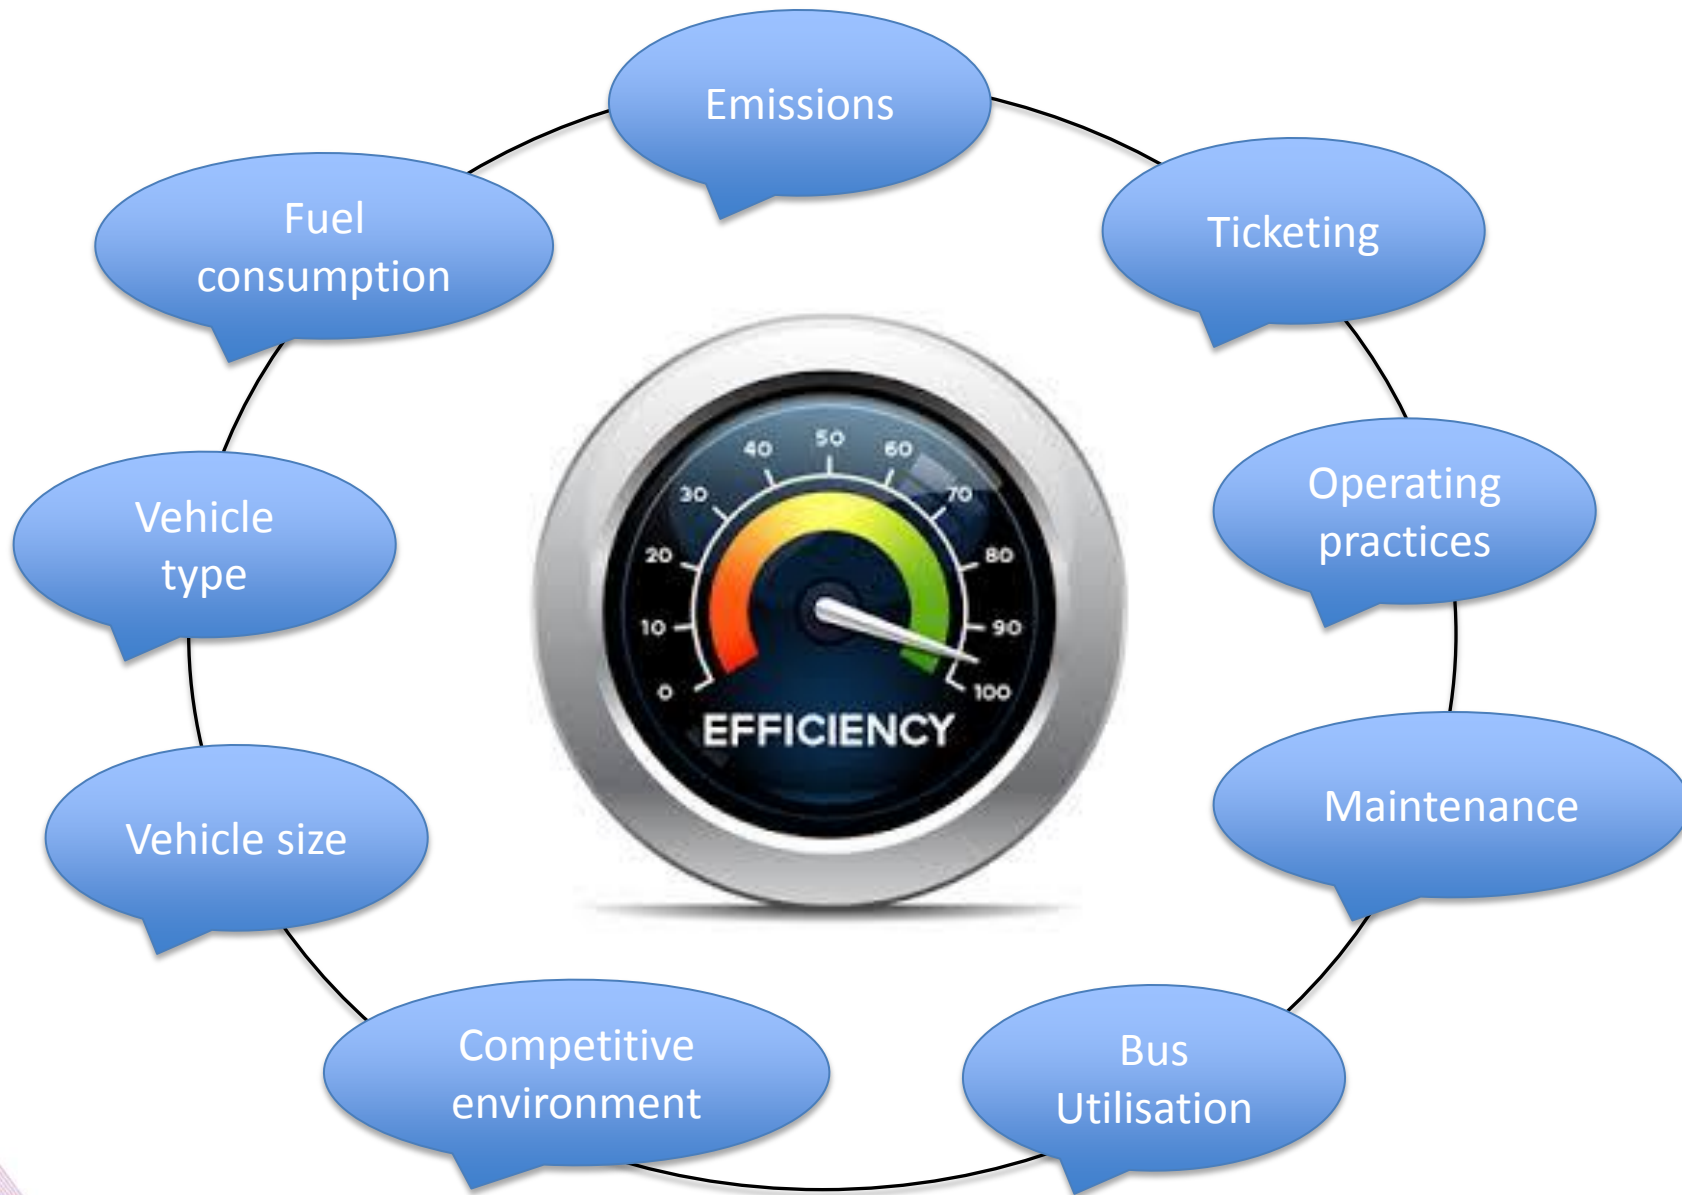 Emissions
Fuel
consumption
Ticketing
Vehicle
type
Operating
practices
Vehicle size
Maintenance
Competitive
environment
Bus
Utilisation
50
40
60
30
70
20
80
10
90
0
100
EFFICIENCY